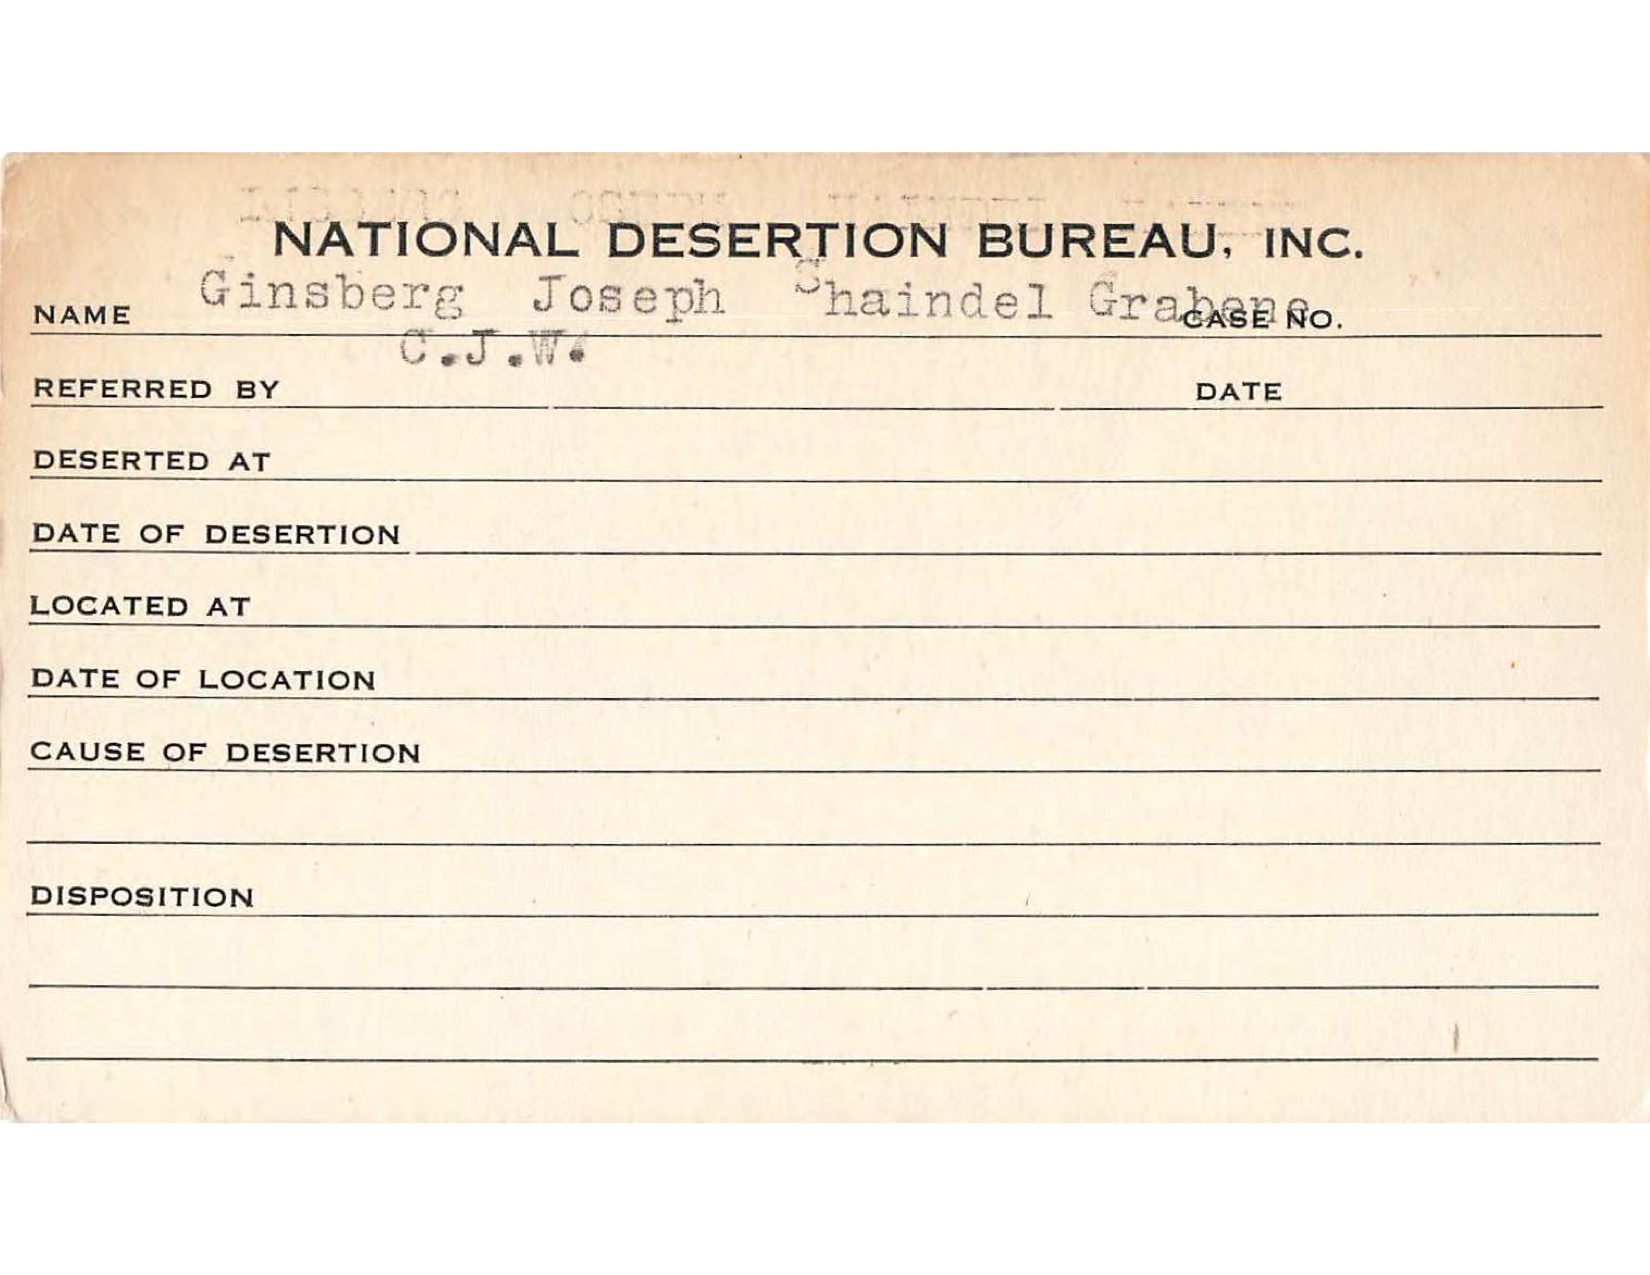 NATIONAL DESERTION BUREAU, INC.
NAME Ginsberg Joseph Shaindel Grabene CASE NO.
C.J.W.
REFERRED BY DATE
DESERTED AT
DATE OF DESERTION
LOCATED AT
DATE OF LOCATION
CAUSE OF DESERTION
DISPOSITION